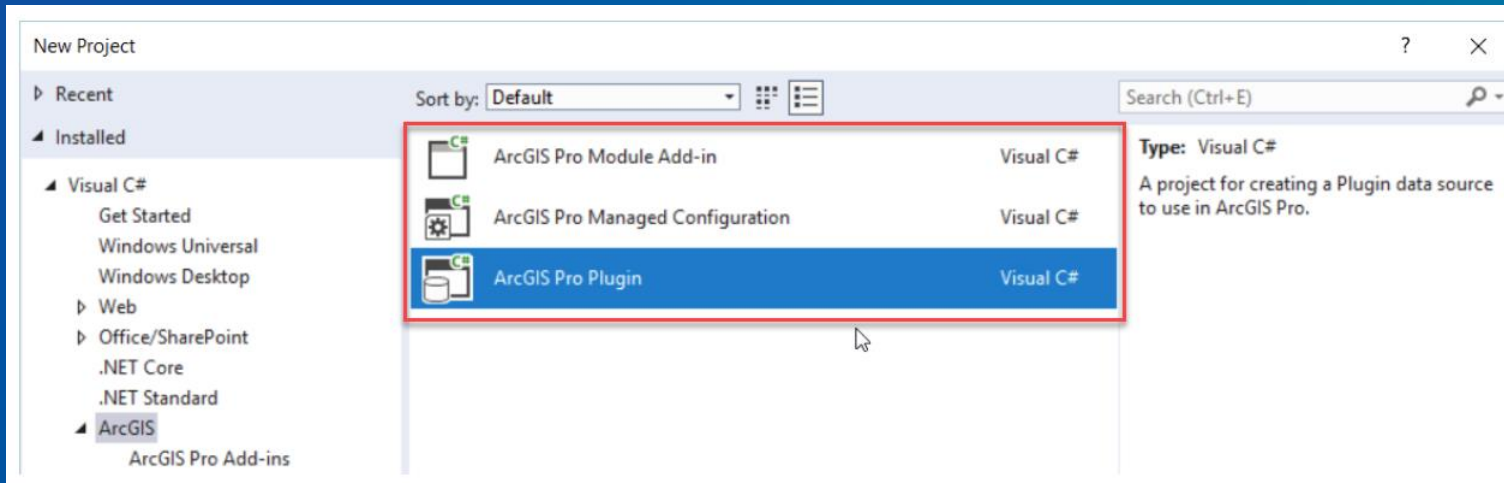 New Project
?
Recent
Installed
Visual C#
Get Started
Windows Universal
Windows Desktop
Web
Office/SharePoint
.NET Core
.NET Standard
ArcGIS
ArcGIS Pro Add-ins
Sort by: Default
C# ArcGIS Pro Module Add-in Visual C#
C# ArcGIS Pro Managed Configuration Visual C#
C# ArcGIS Pro Plugin Visual C#
Search (Ctrl+E)
Type: Visual C#
A project for creating a Plugin data source
to use in ArcGIS Pro.